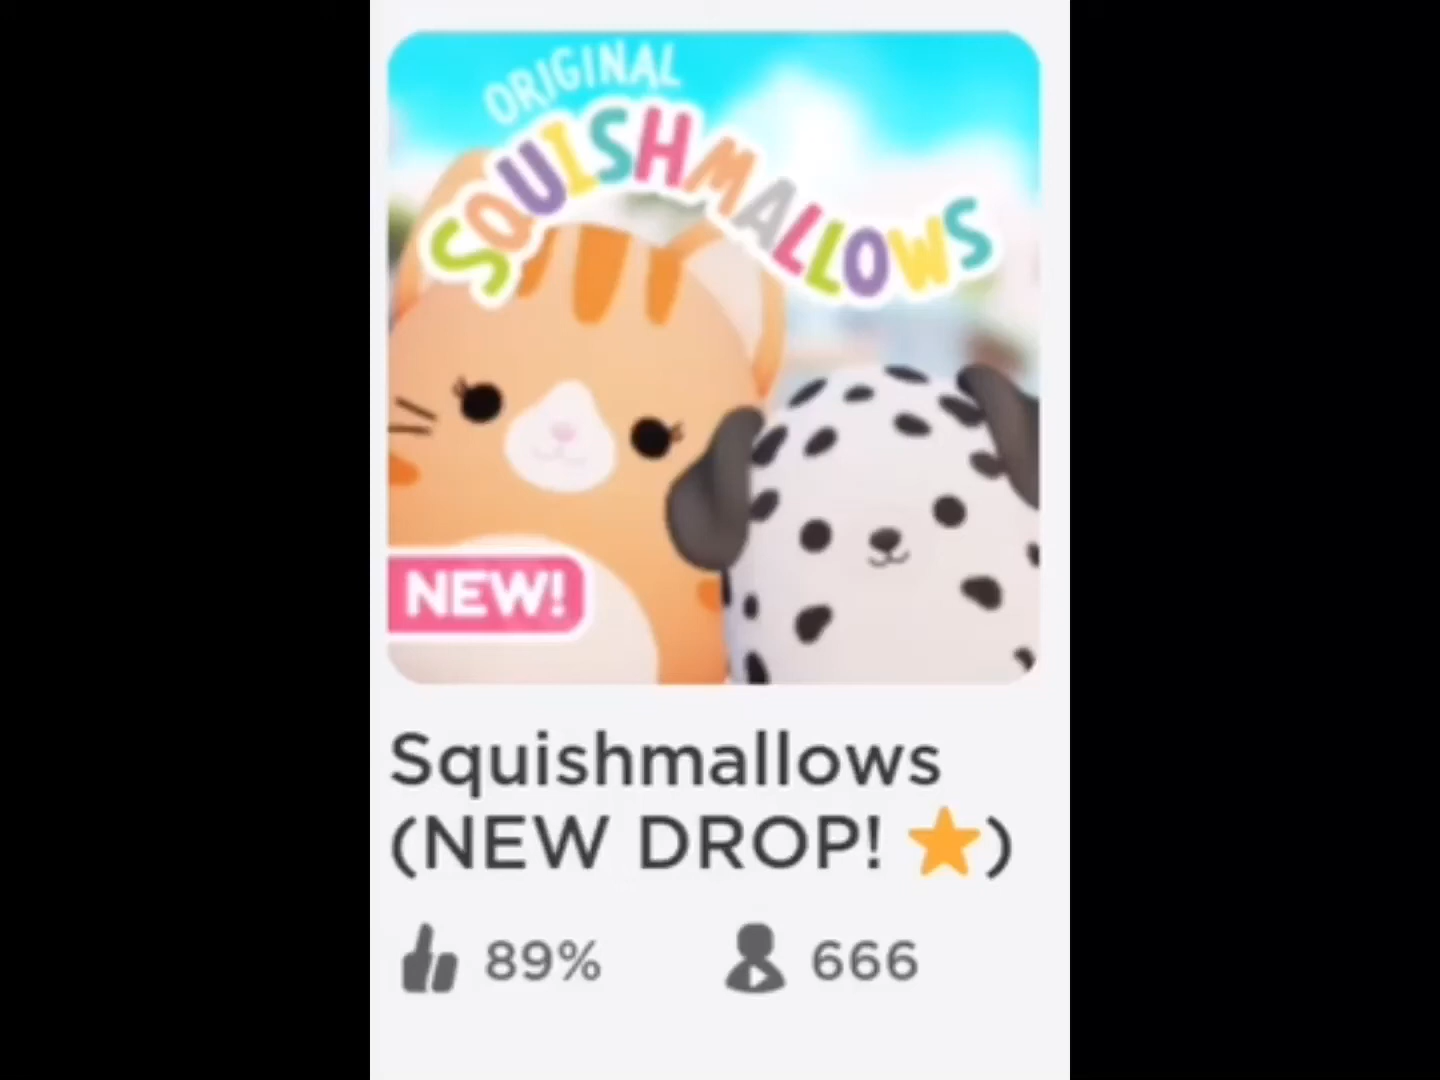 ORIGINAL
SQUISHMALLOWS
NEW!
Squishmallows
(NEW DROP! ⭐)
89% 666